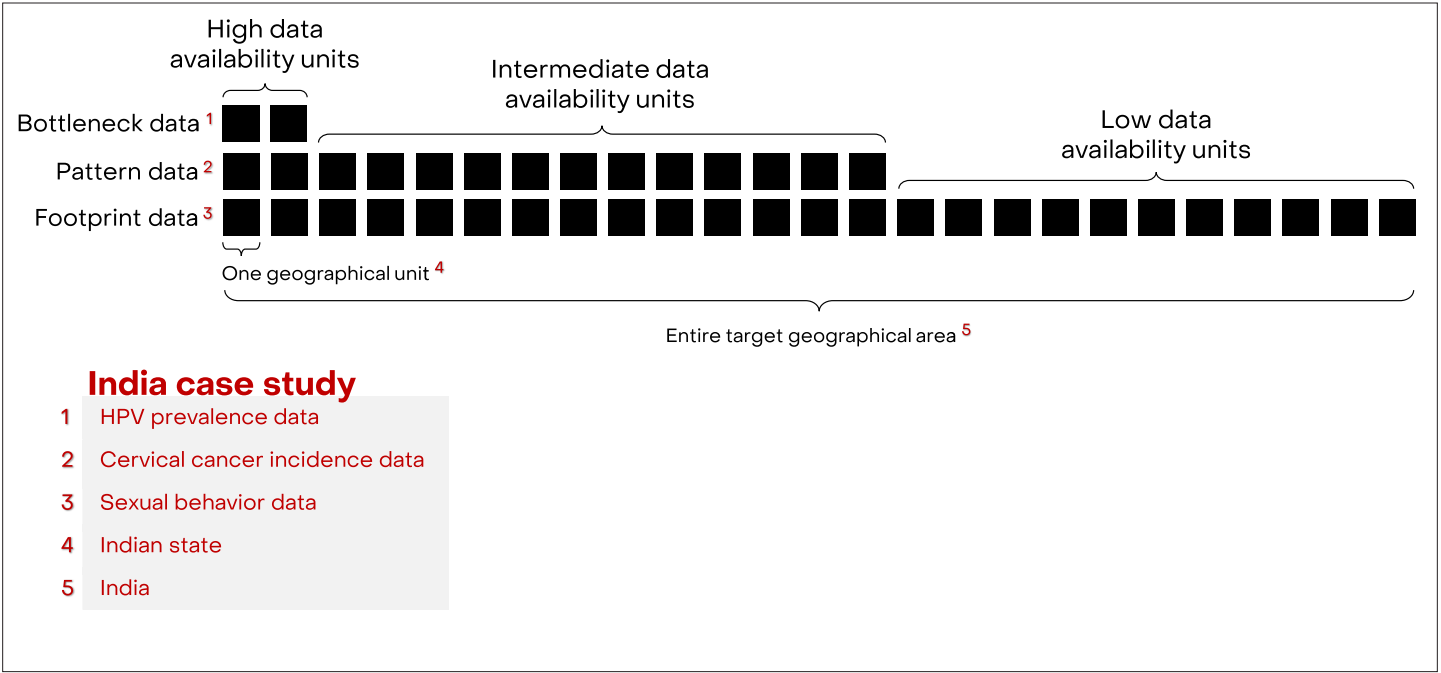 High data
availability units
Intermediate data
availability units
Low data
availability units
Bottleneck data 1
Pattern data 2
Footprint data 3
One geographical unit 4
Entire target geographical area 5
India case study
1 HPV prevalence data
2 Cervical cancer incidence data
3 Sexual behavior data
4 Indian state
5 India